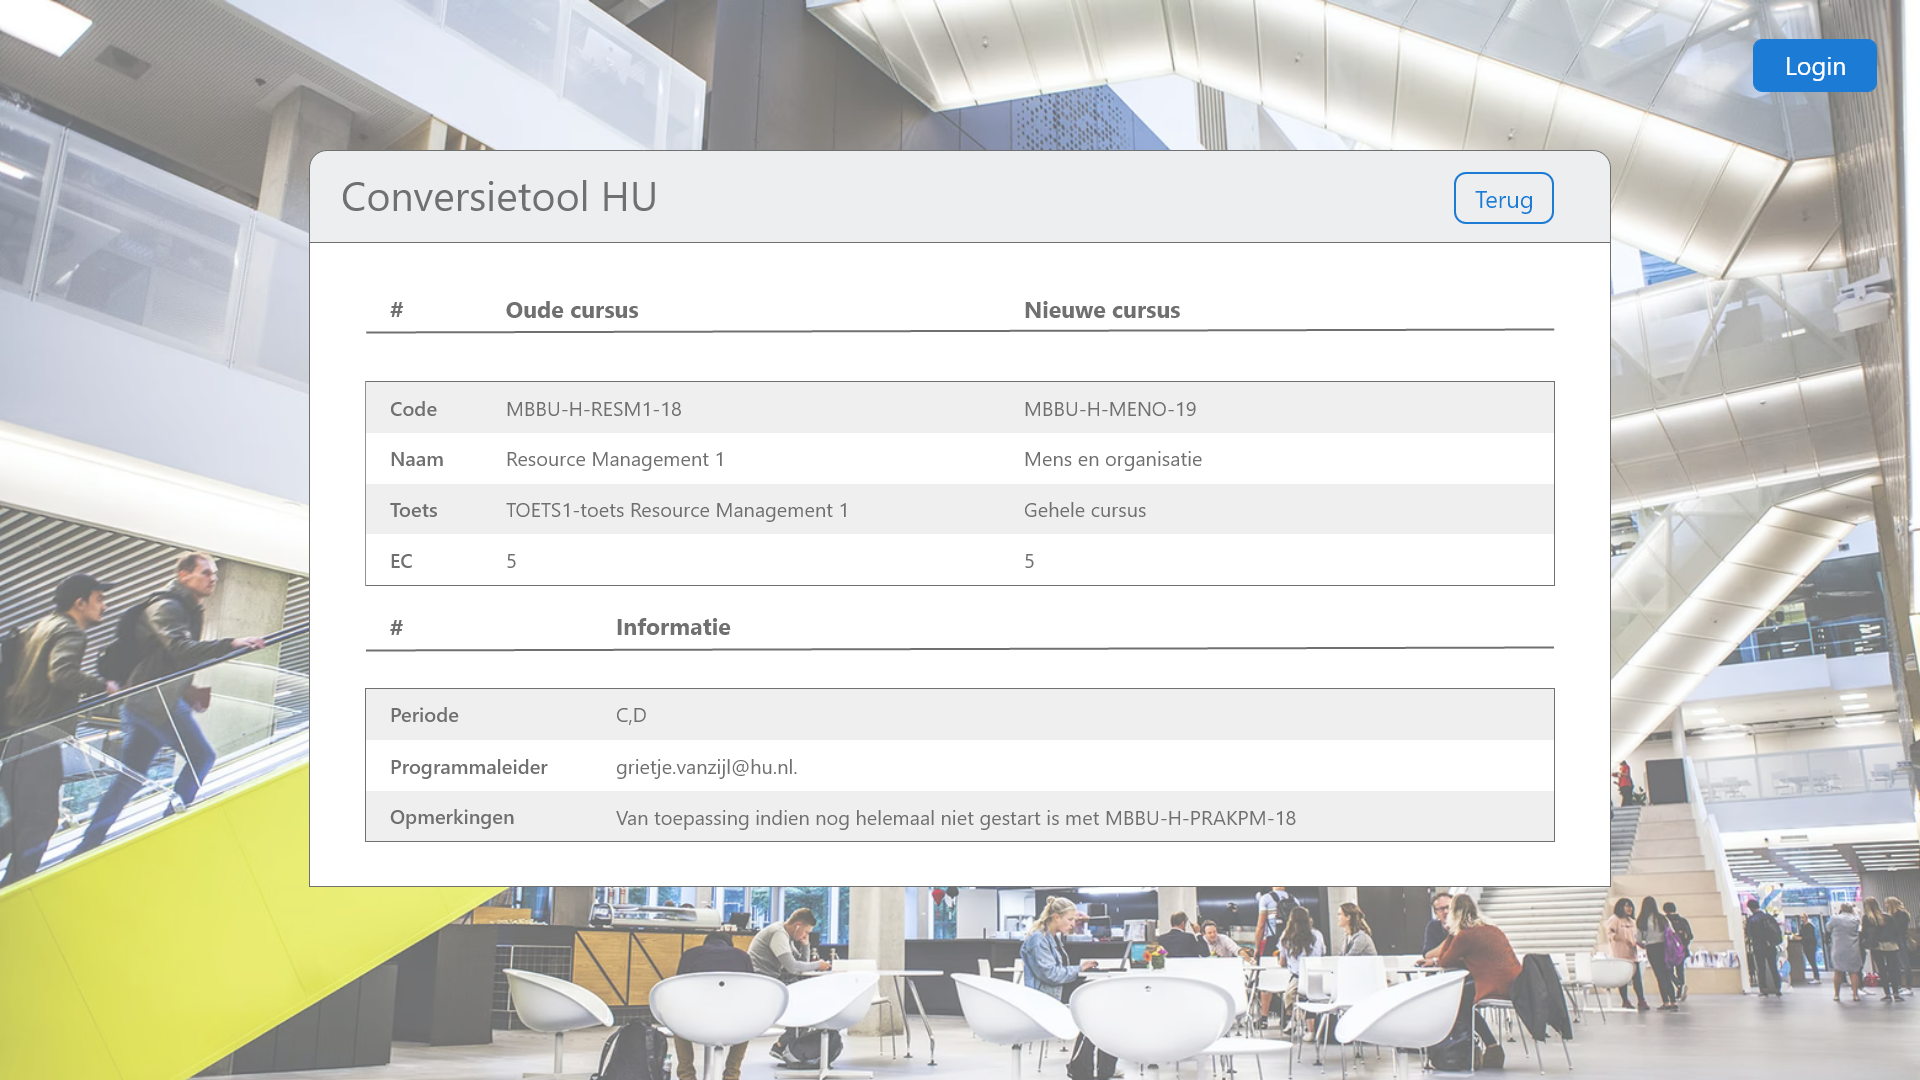 Login
Conversietool HU
Terug
# Oude cursus Nieuwe cursus
Code MBBU-H-RESM1-18 MBBU-H-MENO-19
Naam Resource Management 1 Mens en organisatie
Toets TOETS1-toets Resource Management 1 Gehele cursus
EC 5 5
# Informatie
Periode C,D
Programmaleider grietje.vanzijl@hu.nl.
Opmerkingen Van toepassing indien nog helemaal niet gestart is met MBBU-H-PRAKPM-18